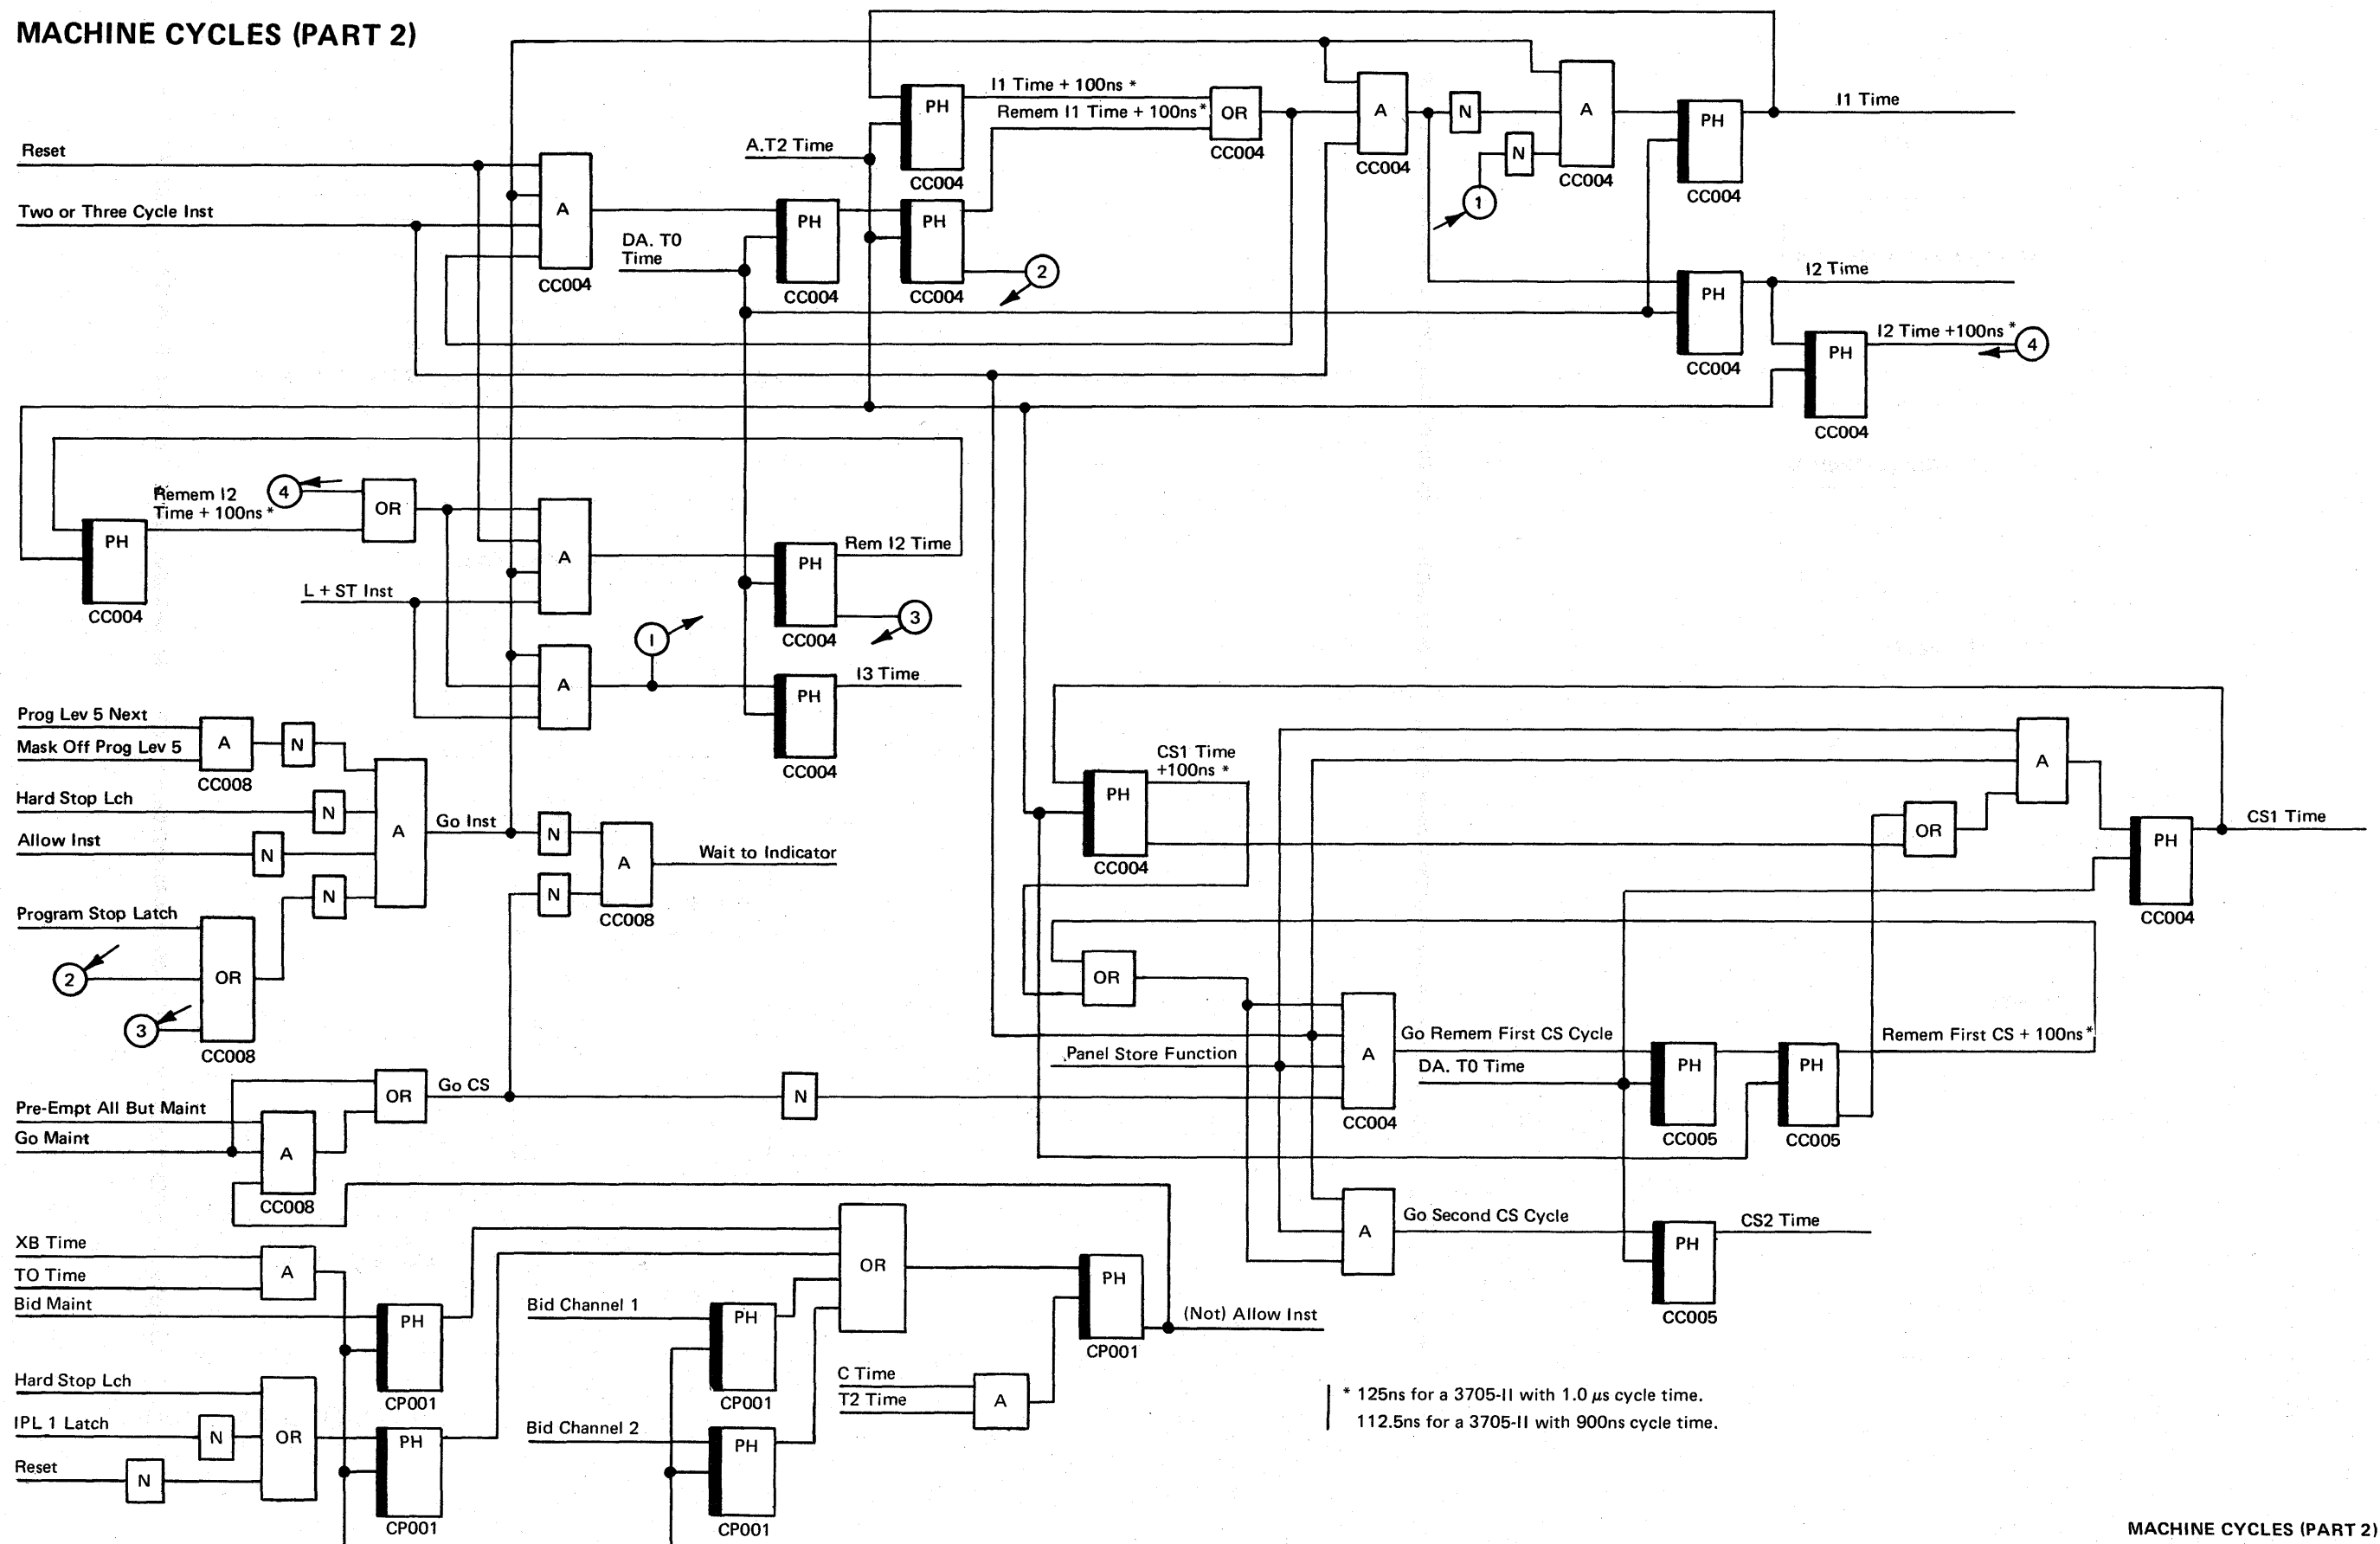 MACHINE CYCLES (PART 2)
Reset
Two or Three Cycle Inst
A
CC004
A.T2 Time
DA. T0
Time
PH
CC004
PH
CC004
PH
CC004
2
I1 Time + 100ns *
Remem I1 Time + 100ns*
OR
CC004
A
CC004
N
N
1
A
CC004
PH
CC004
I1 Time
PH
CC004
I2 Time
PH
CC004
I2 Time +100ns *
4
Remem I2
Time + 100ns *
4
OR
PH
CC004
L + ST Inst
A
PH
CC004
Rem I2 Time
3
A
1
PH
CC004
I3 Time
Prog Lev 5 Next
Mask Off Prog Lev 5
A
CC008
N
Hard Stop Lch
N
Allow Inst
N
N
A
Go Inst
Program Stop Latch
2
3
OR
CC008
N
N
A
CC008
Wait to Indicator
Pre-Empt All But Maint
Go Maint
A
CC008
OR
Go CS
N
CS1 Time
+100ns *
PH
CC004
A
OR
PH
CC004
CS1 Time
OR
Panel Store Function
A
CC004
Go Remem First CS Cycle
DA. T0 Time
PH
CC005
PH
CC005
Remem First CS + 100ns*
A
Go Second CS Cycle
PH
CC005
CS2 Time
XB Time
TO Time
A
Bid Maint
PH
CP001
Hard Stop Lch
IPL 1 Latch
N
Reset
N
OR
PH
CP001
Bid Channel 1
PH
CP001
Bid Channel 2
PH
CP001
OR
C Time
T2 Time
A
PH
CP001
(Not) Allow Inst
* 125ns for a 3705-II with 1.0 μs cycle time.
112.5ns for a 3705-II with 900ns cycle time.
MACHINE CYCLES (PART 2)